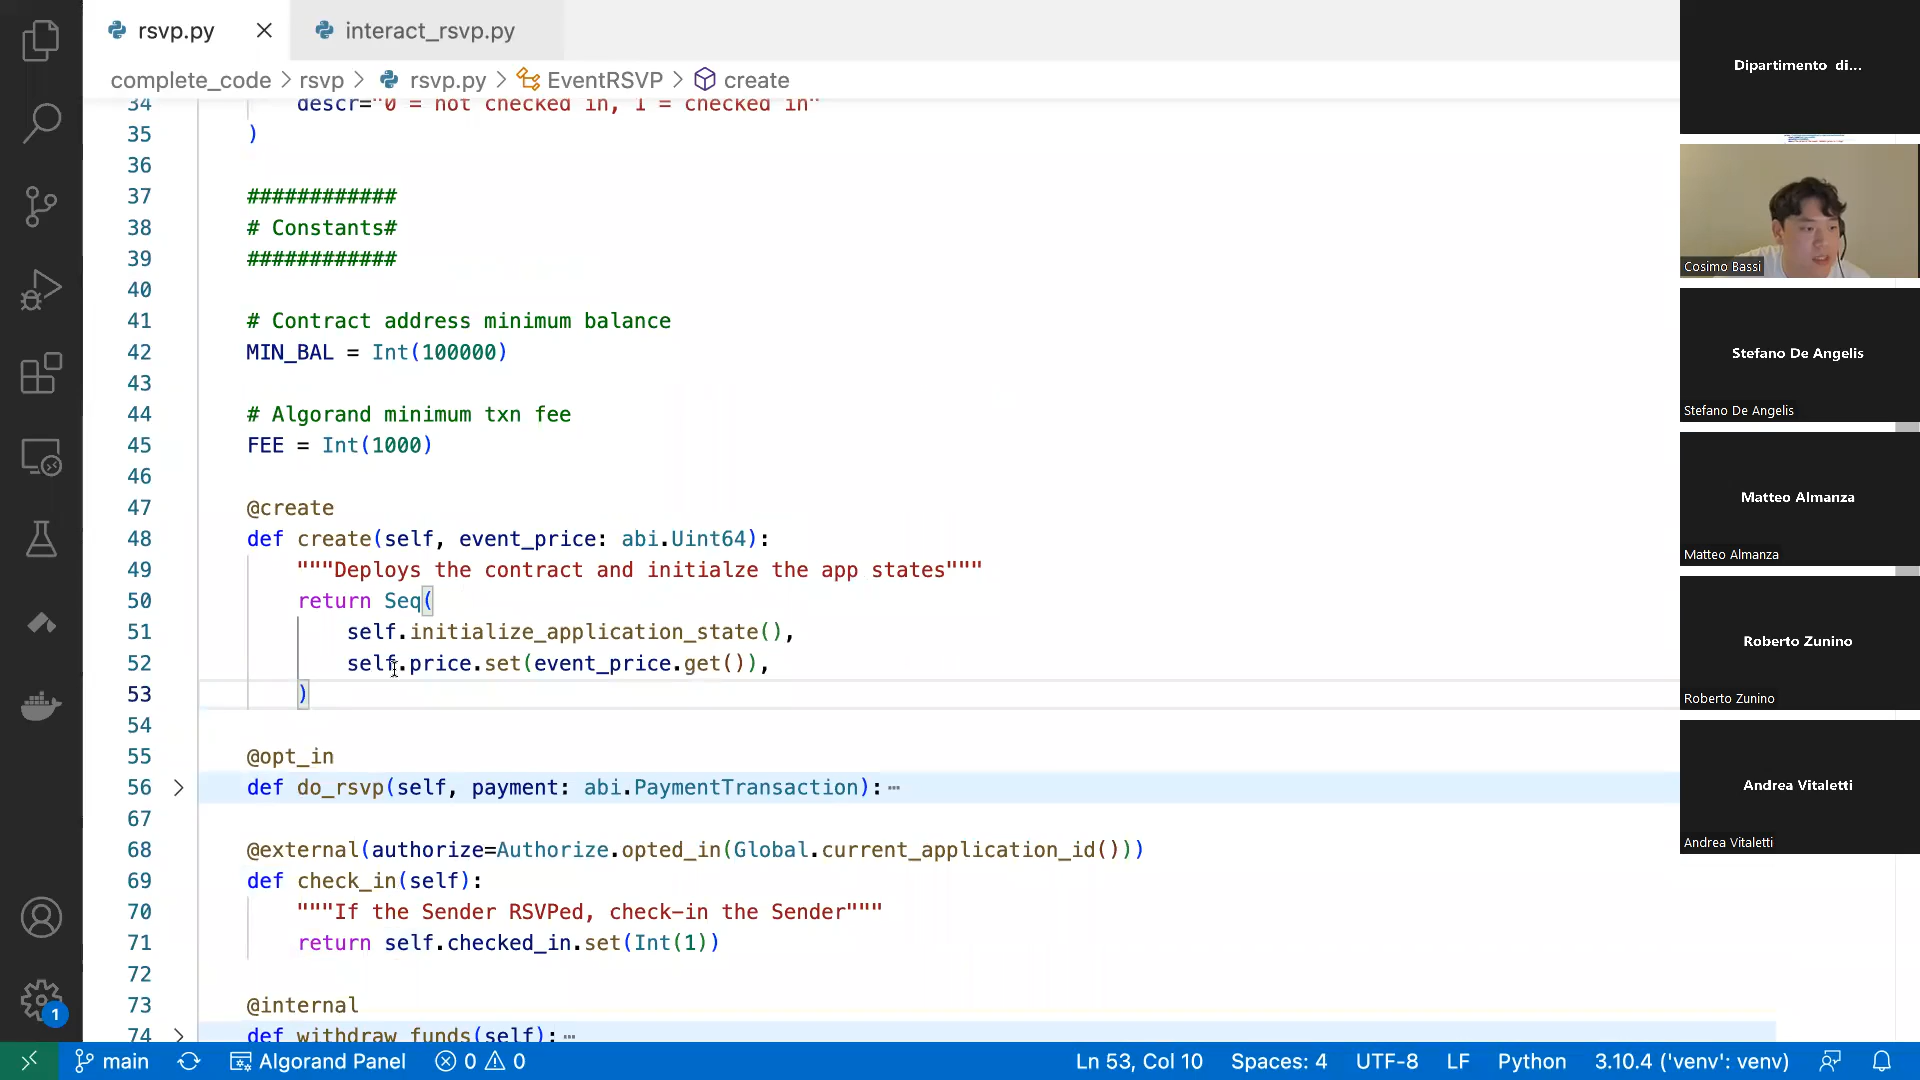 rsvp.py
interact_rsvp.py
complete_code > rsvp > rsvp.py > EventRSVP > create
34 descr="0 = not checked in, 1 = checked in"
35 )
36
37 ############
38 # Constants#
39 ############
40
41 # Contract address minimum balance
42 MIN_BAL = Int(100000)
43
44 # Algorand minimum txn fee
45 FEE = Int(1000)
46
47 @create
48 def create(self, event_price: abi.Uint64):
49 """Deploys the contract and initialze the app states"""
50 return Seq(
51 self.initialize_application_state(),
52 self.price.set(event_price.get()),
53 )
54
55 @opt_in
56 def do_rsvp(self, payment: abi.PaymentTransaction):⋯
67
68 @external(authorize=Authorize.opted_in(Global.current_application_id()))
69 def check_in(self):
70 """If the Sender RSVPed, check-in the Sender"""
71 return self.checked_in.set(Int(1))
72
73 @internal
74 def withdraw_funds(self):⋯
1
main
Algorand Panel
0
0
Ln 53, Col 10
Spaces: 4
UTF-8
LF
Python
3.10.4 ('venv': venv)
Dipartimento di...
Cosimo Bassi
Stefano De Angelis
Stefano De Angelis
Matteo Almanza
Matteo Almanza
Roberto Zunino
Roberto Zunino
Andrea Vitaletti
Andrea Vitaletti